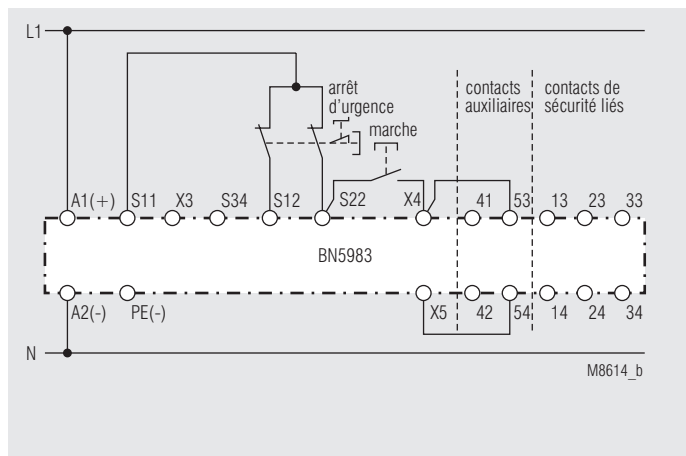 L1
arrêt
d'urgence
marche
contacts
auxiliaires
contacts de
sécurité liés
A1(+) S11 X3 S34 S12 S22 X4 41 53 13 23 33
BN5983
A2(-) PE(-) X5 42 54 14 24 34
N
M8614_b